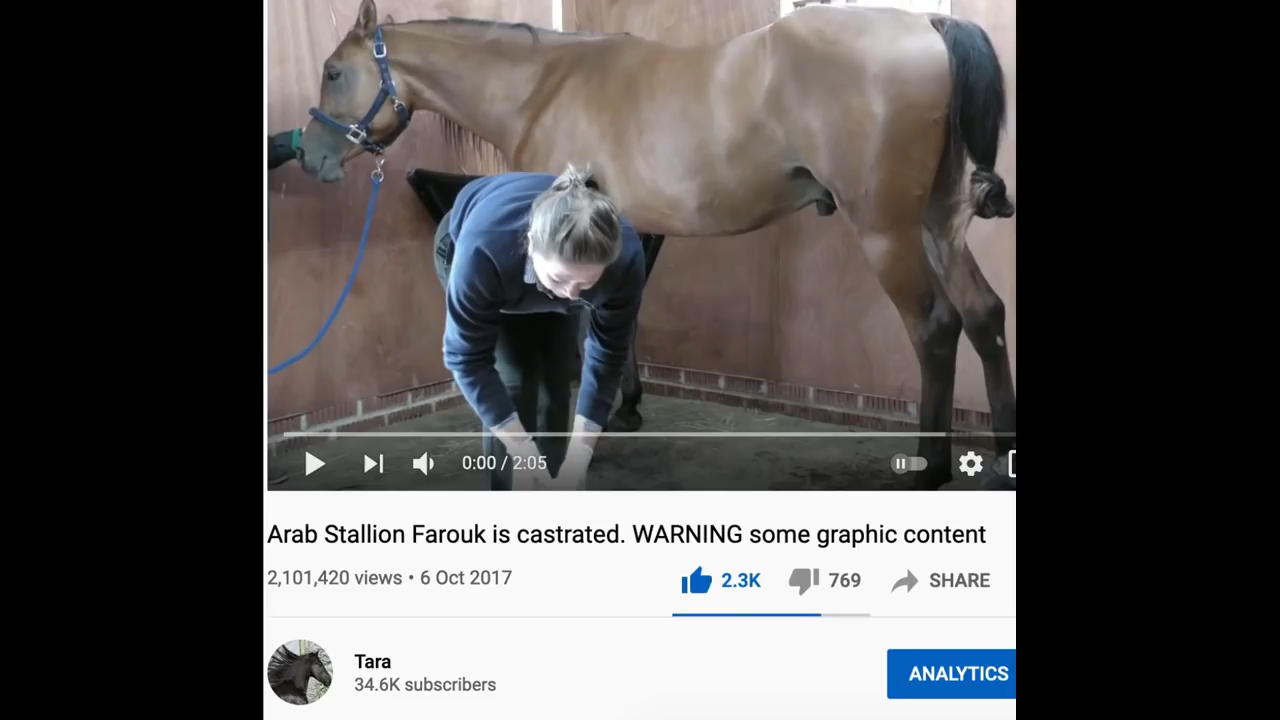 0:00 / 2:05
Arab Stallion Farouk is castrated. WARNING some graphic content
2,101,420 views • 6 Oct 2017
2.3K
769
SHARE
Tara
34.6K subscribers
ANALYTICS